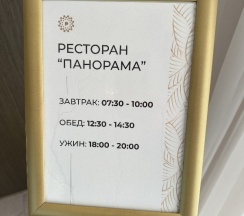 РЕСТОРАН
“ПАНОРАМА”
ЗАВТРАК: 07:30 - 10:00
ОБЕД: 12:30 - 14:30
УЖИН: 18:00 - 20:00